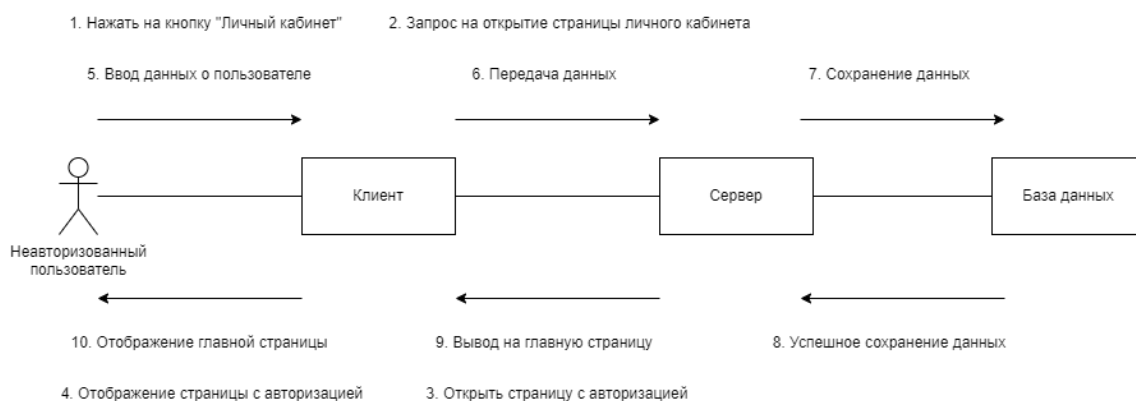 1. Нажать на кнопку "Личный кабинет"
2. Запрос на открытие страницы личного кабинета
5. Ввод данных о пользователе
6. Передача данных
7. Сохранение данных
Клиент
Сервер
База данных
Неавторизованный
пользователь
10. Отображение главной страницы
9. Вывод на главную страницу
8. Успешное сохранение данных
4. Отображение страницы с авторизацией
3. Открыть страницу с авторизацией